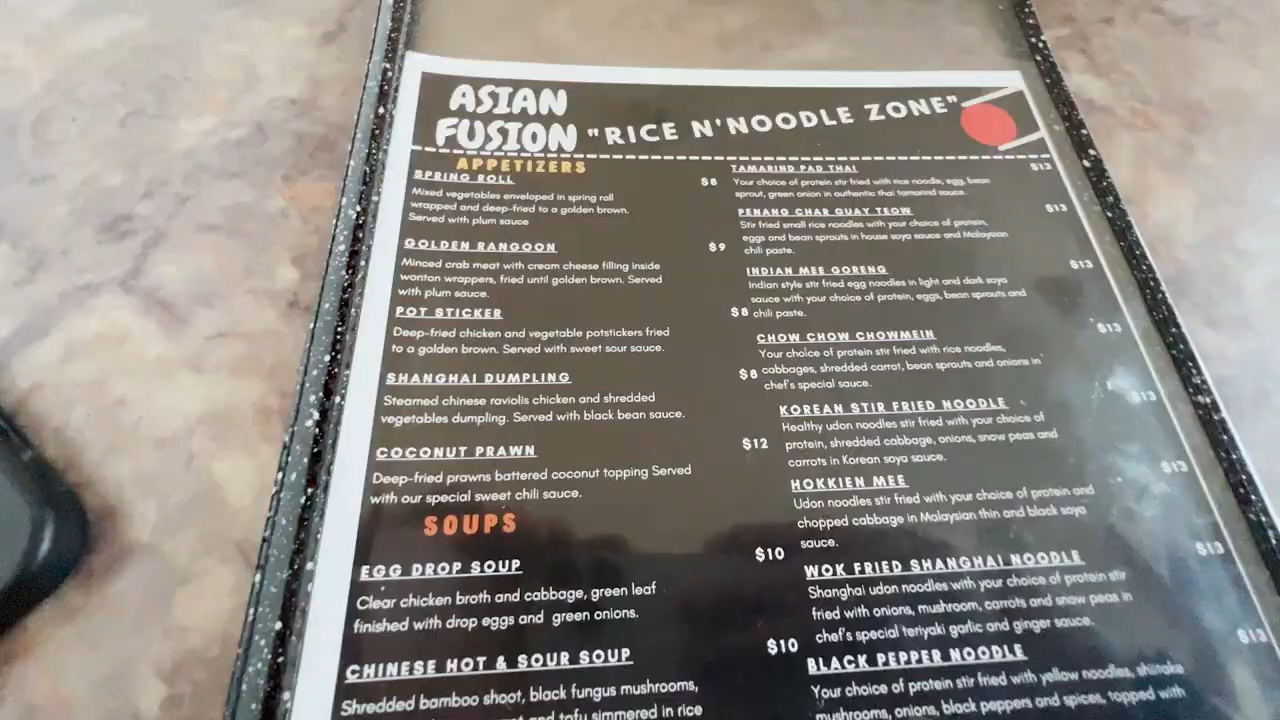 ASIAN
FUSION
"RICE N'NOODLE ZONE"
APPETIZERS
SPRING ROLL
$6
Mixed vegetables enveloped in spring roll
wrapped and deep-fried to a golden brown.
Served with plum sauce
GOLDEN RANGOON
$9
Minced crab meat with cream cheese filling inside
wonton wrappers, fried until golden brown. Served
with plum sauce.
POT STICKER
$8
Deep-fried chicken and vegetable potstickers fried
to a golden brown. Served with sweet sour sauce.
SHANGHAI DUMPLING
$8
Steamed chinese raviolis chicken and shredded
vegetables dumpling. Served with black bean sauce.
COCONUT PRAWN
$12
Deep-fried prawns battered coconut topping Served
with our special sweet chili sauce.
SOUPS
EGG DROP SOUP
$10
Clear chicken broth and cabbage, green leaf
finished with drop eggs and green onions.
CHINESE HOT & SOUR SOUP
$10
Shredded bamboo shoot, black fungus mushrooms,
and tofu simmered in rice
TAMARIND PAD THAI
$13
Your choice of protein stir fried with rice noodle, egg, bean
sprout, green onion in authentic thai tamarind sauce.
PENANG CHAR QUAY TEOW
$13
Stir fried small rice noodles with your choice of protein,
eggs and bean sprouts in house soya sauce and Malaysian
chili paste.
INDIAN MEE GORENG
$13
Indian style stir fried egg noodles in light and dark soya
sauce with your choice of protein, eggs, bean sprouts and
chili paste.
CHOW CHOW CHOWMEIN
$13
Your choice of protein stir fried with rice noodles,
cabbages, shredded carrot, bean sprouts and onions in
chef's special sauce.
KOREAN STIR FRIED NOODLE
$13
Healthy udon noodles stir fried with your choice of
protein, shredded cabbage, onions, snow peas and
carrots in Korean soya sauce.
HOKKIEN MEE
$13
Udon noodles stir fried with your choice of protein and
chopped cabbage in Malaysian thin and black soya
sauce.
WOK FRIED SHANGHAI NOODLE
$13
Shanghai udon noodles with your choice of protein stir
fried with onions, mushroom, carrots and snow peas in
chef's special teriyaki garlic and ginger sauce.
BLACK PEPPER NOODLE
$13
Your choice of protein stir fried with yellow noodles, shiitake
mushrooms, onions, black peppers and spices, topped with